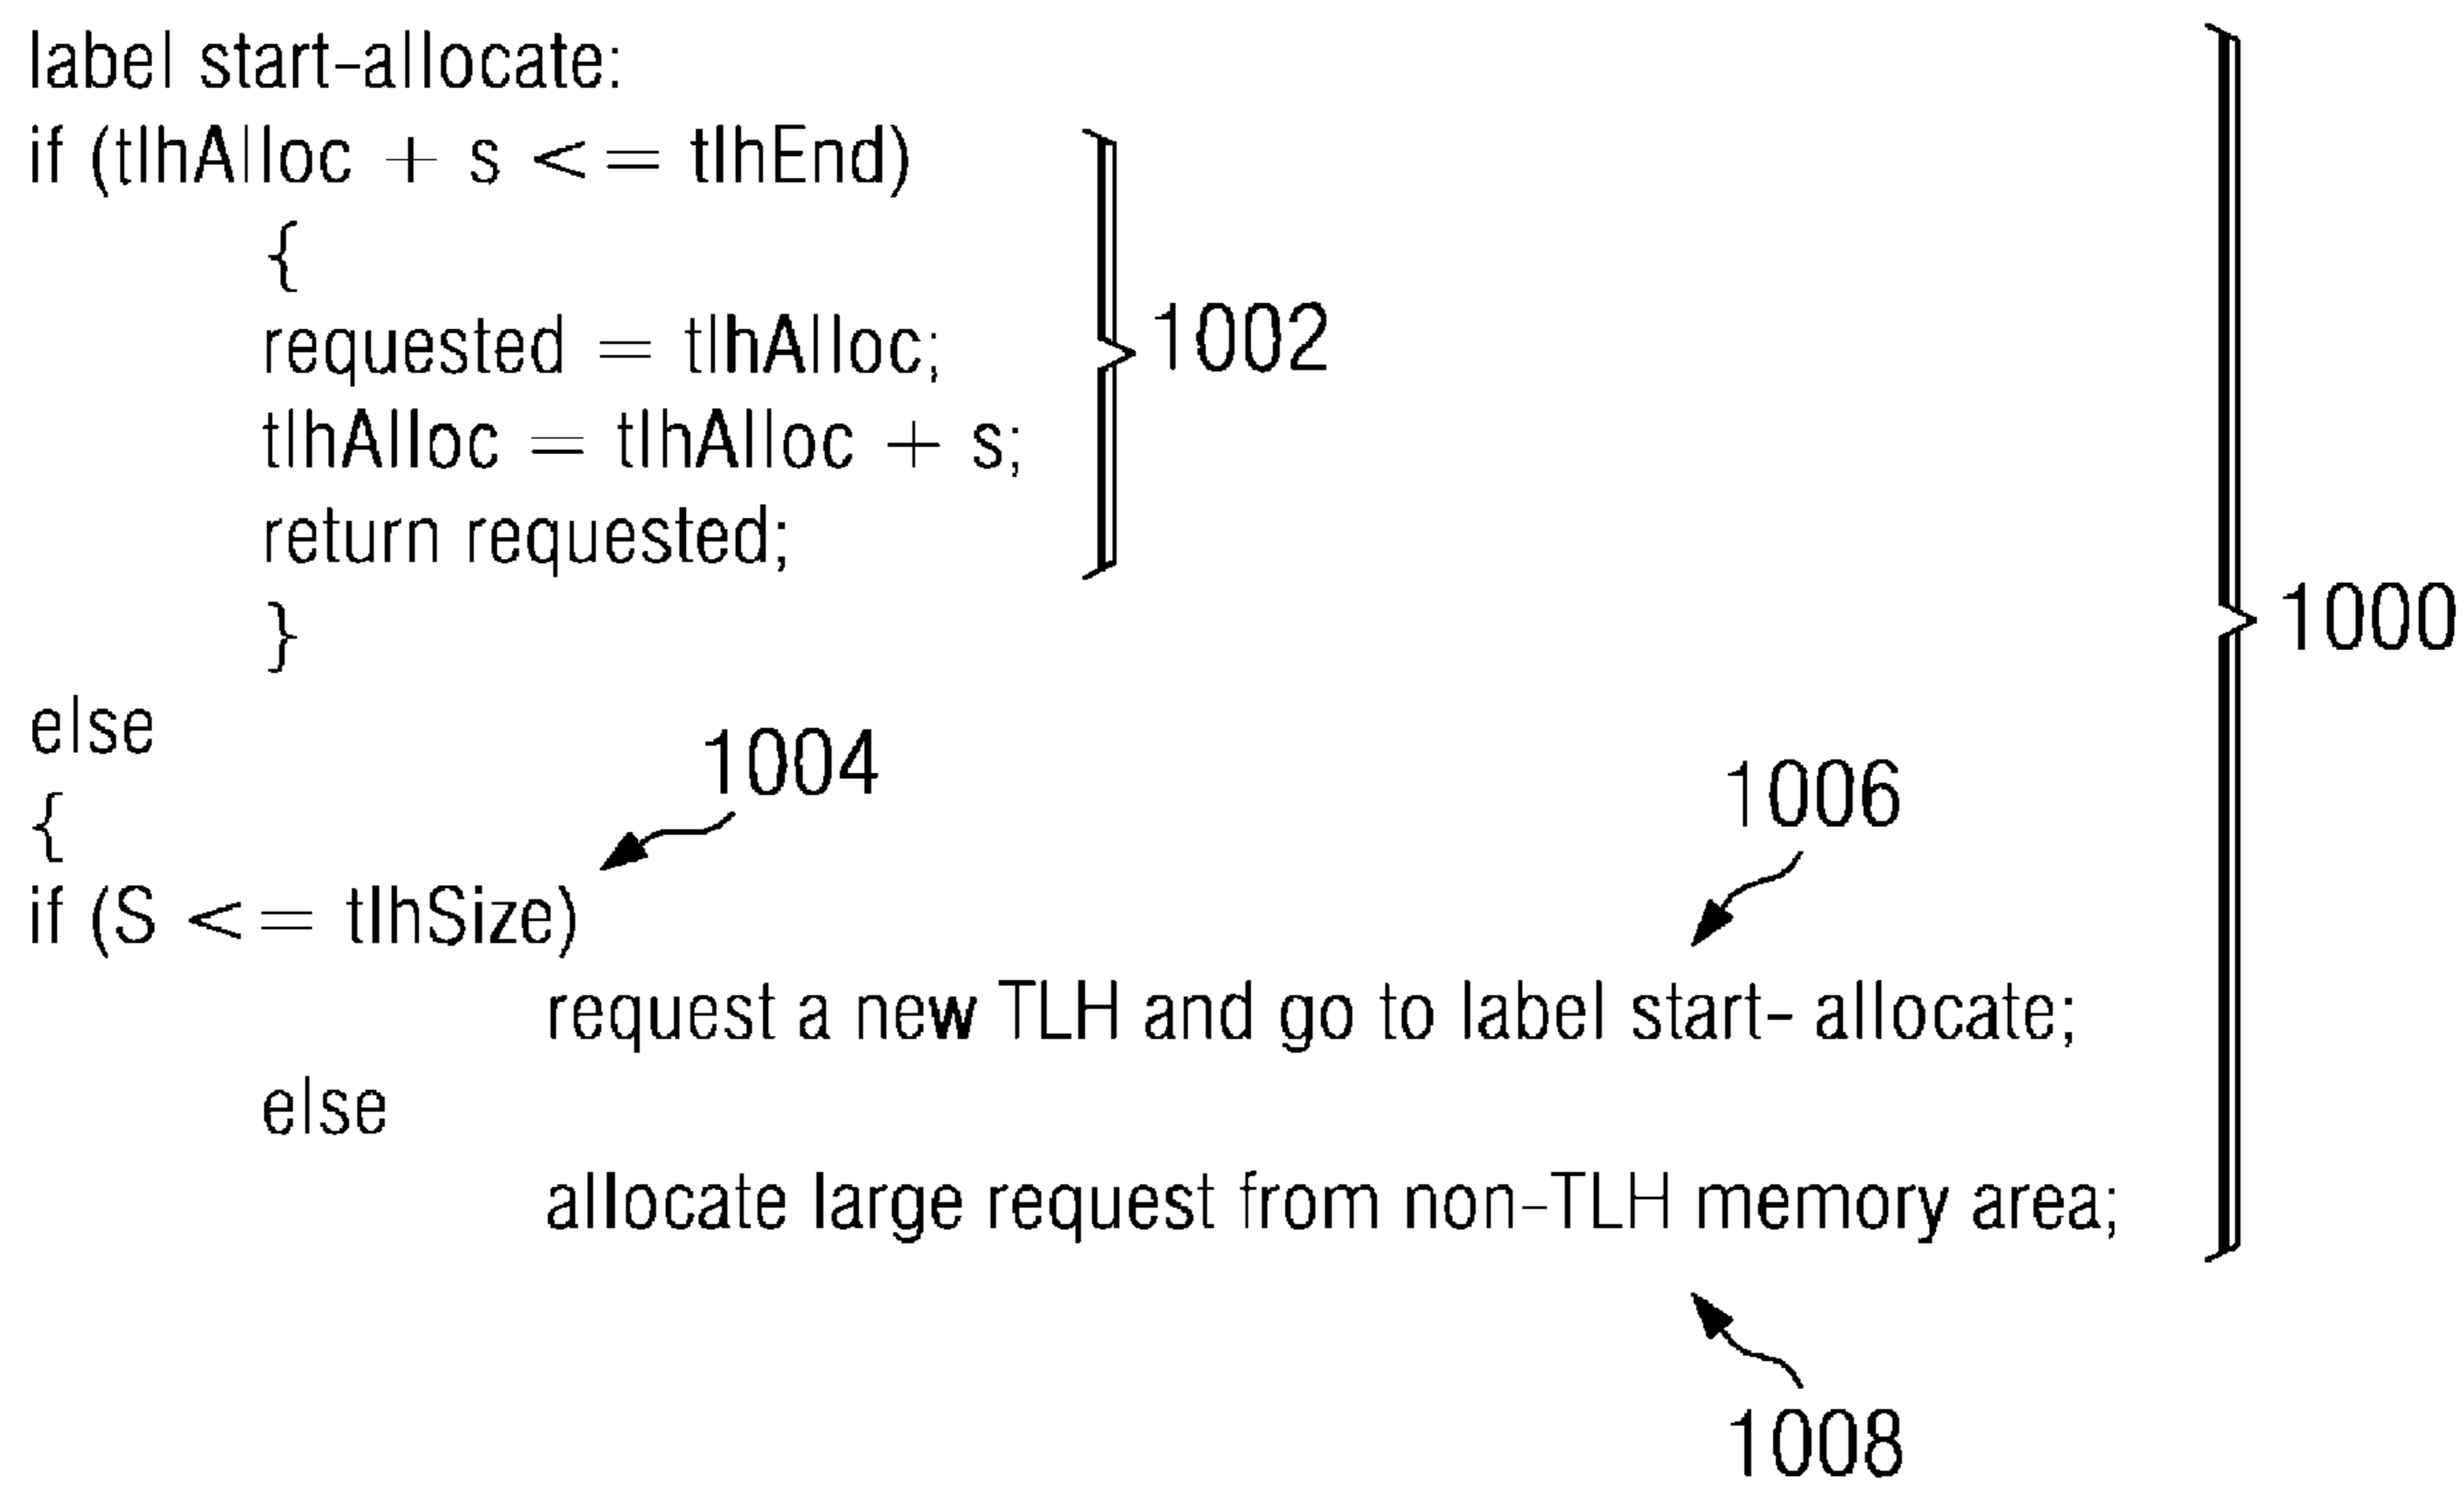 label start-allocate:
if (tlhAlloc + s <= tlhEnd)
{
requested = tlhAlloc;
1002
tlhAlloc = tlhAlloc + s;
return requested;
}
1000
else
1004
{
1006
if (S <= tlhSize)
request a new TLH and go to label start- allocate;
else
allocate large request from non-TLH memory area;
1008